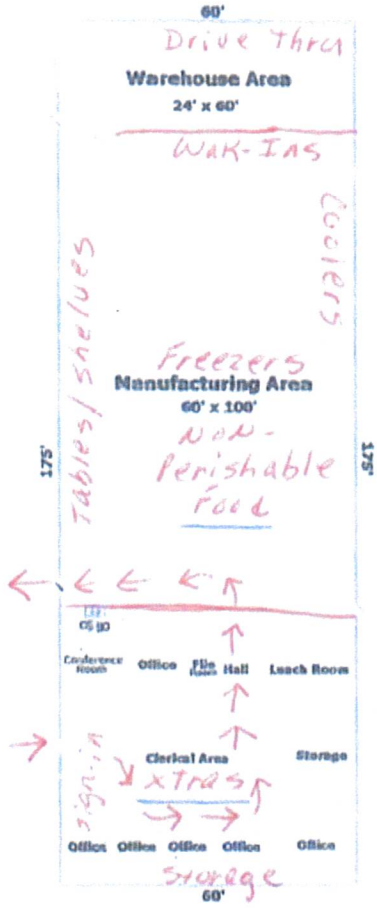 60'
Drive Thru
Warehouse Area
24' x 60'
Wak-Ins
Coolers
Tables/shelves
Freezers
Manufacturing Area
60' x 100'
175'
175'
NON-
Perishable
Food
Conference
Room
Office
File
Room
Hall
Lunch Room
sign-in
Clerical Area
Storage
xtras
Office
Office
Office
Office
Office
Storage
60'